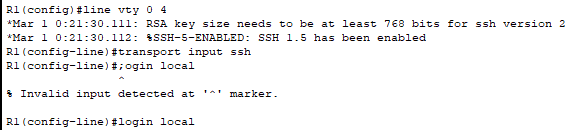 R1(config)#line vty 0 4
*Mar 1 0:21:30.111: RSA key size needs to be at least 768 bits for ssh version 2
*Mar 1 0:21:30.112: %SSH-5-ENABLED: SSH 1.5 has been enabled
R1(config-line)#transport input ssh
R1(config-line)#;ogin local
^
% Invalid input detected at '^' marker.
R1(config-line)#login local